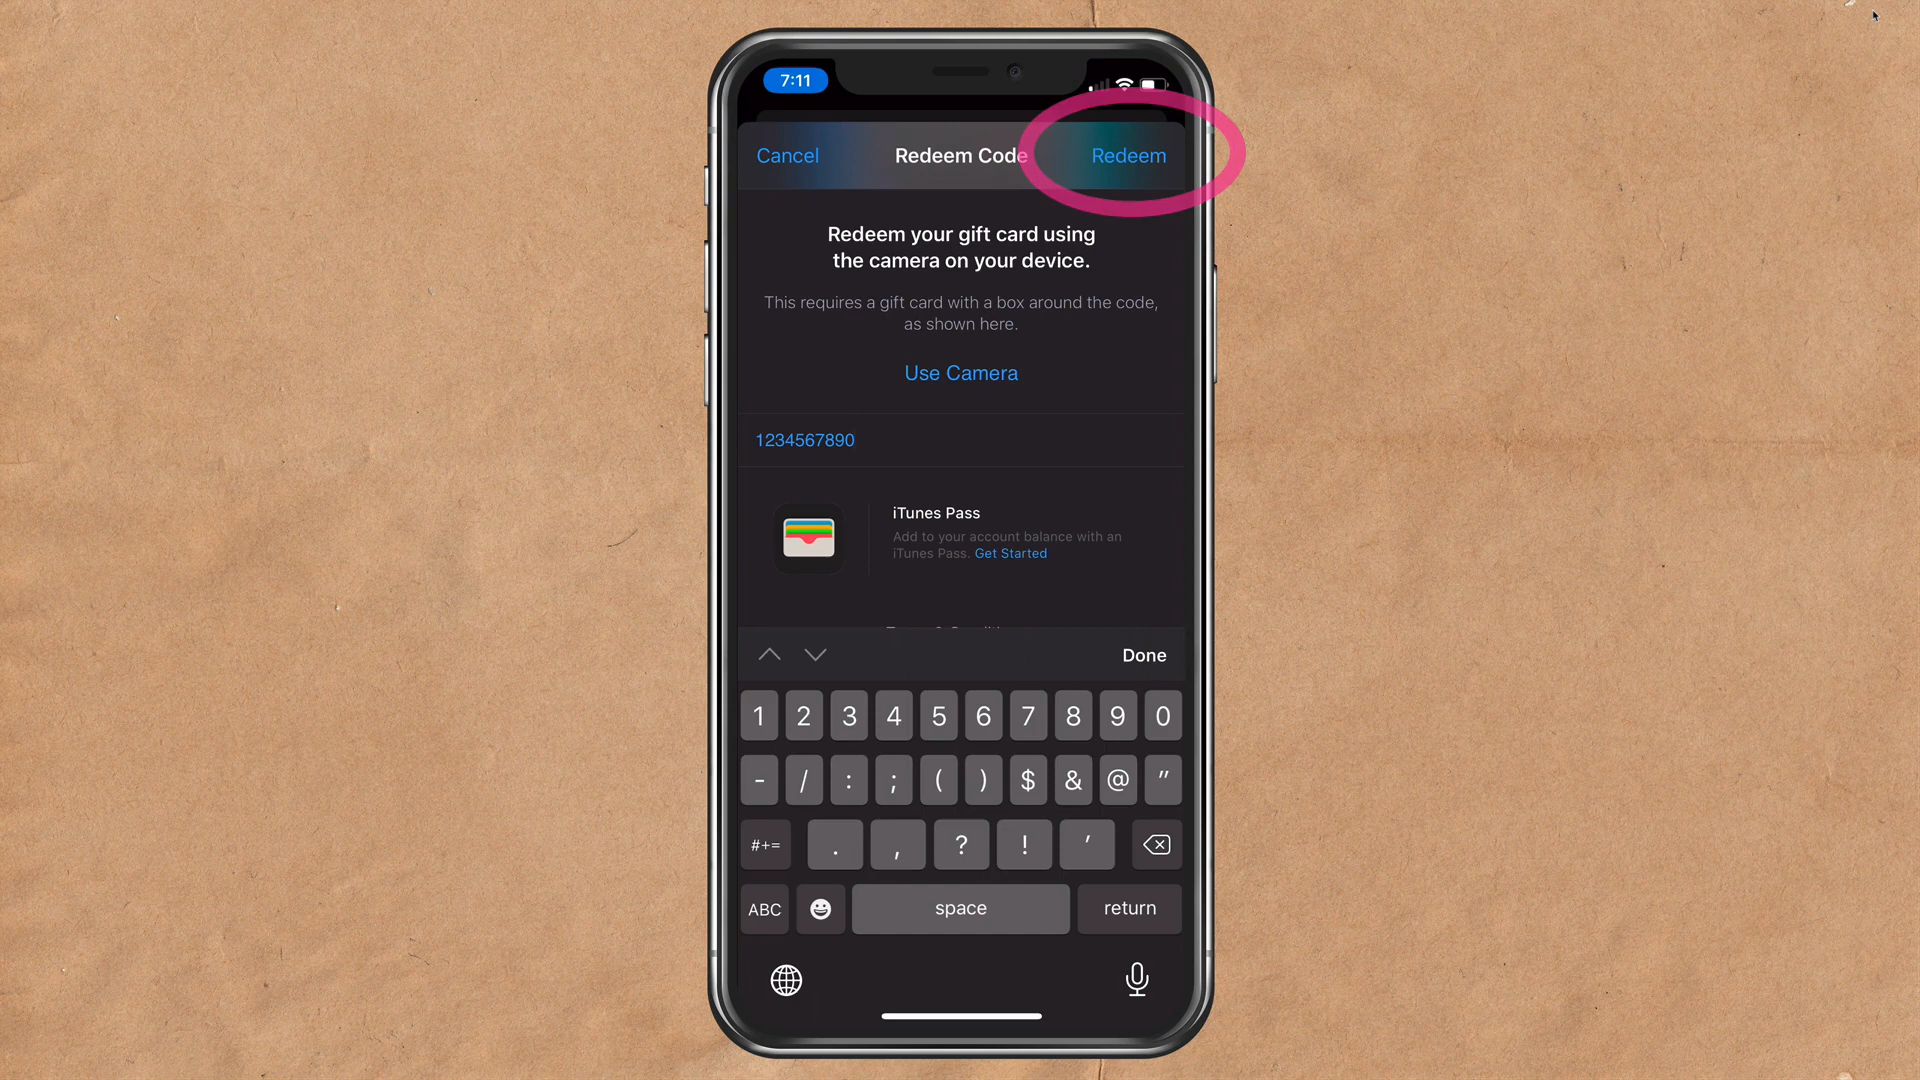 7:11
Cancel
Redeem Code
Redeem
Redeem your gift card using
the camera on your device.
This requires a gift card with a box around the code,
as shown here.
Use Camera
1234567890
iTunes Pass
Add to your account balance with an
iTunes Pass. Get Started
Done
1 2 3 4 5 6 7 8 9 0
- / : ; ( ) $ & @ "
#+= . , ? ! '
ABC space return